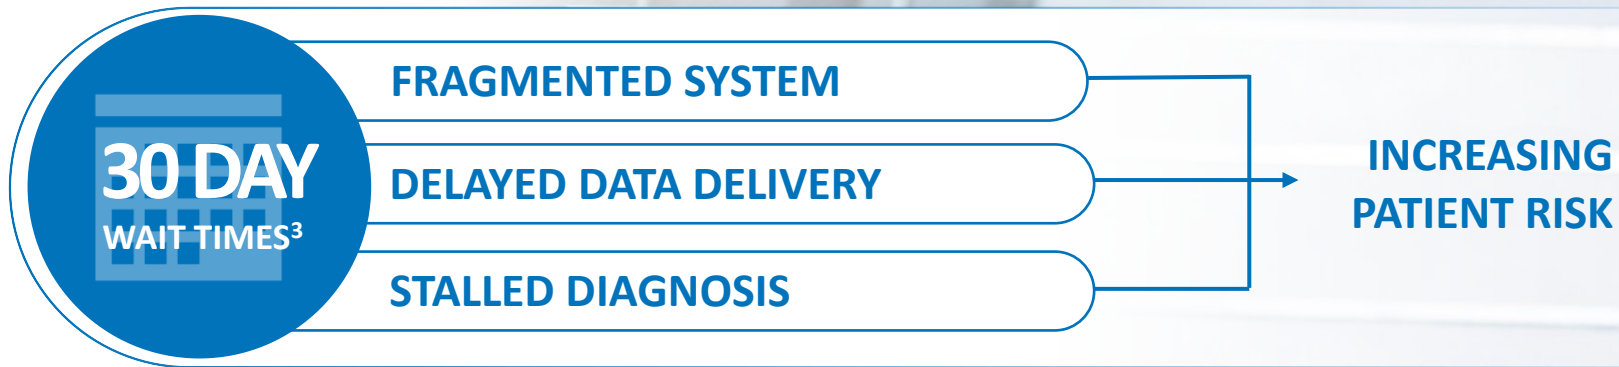 30 DAY
WAIT TIMES³
FRAGMENTED SYSTEM
DELAYED DATA DELIVERY
STALLED DIAGNOSIS
INCREASING
PATIENT RISK